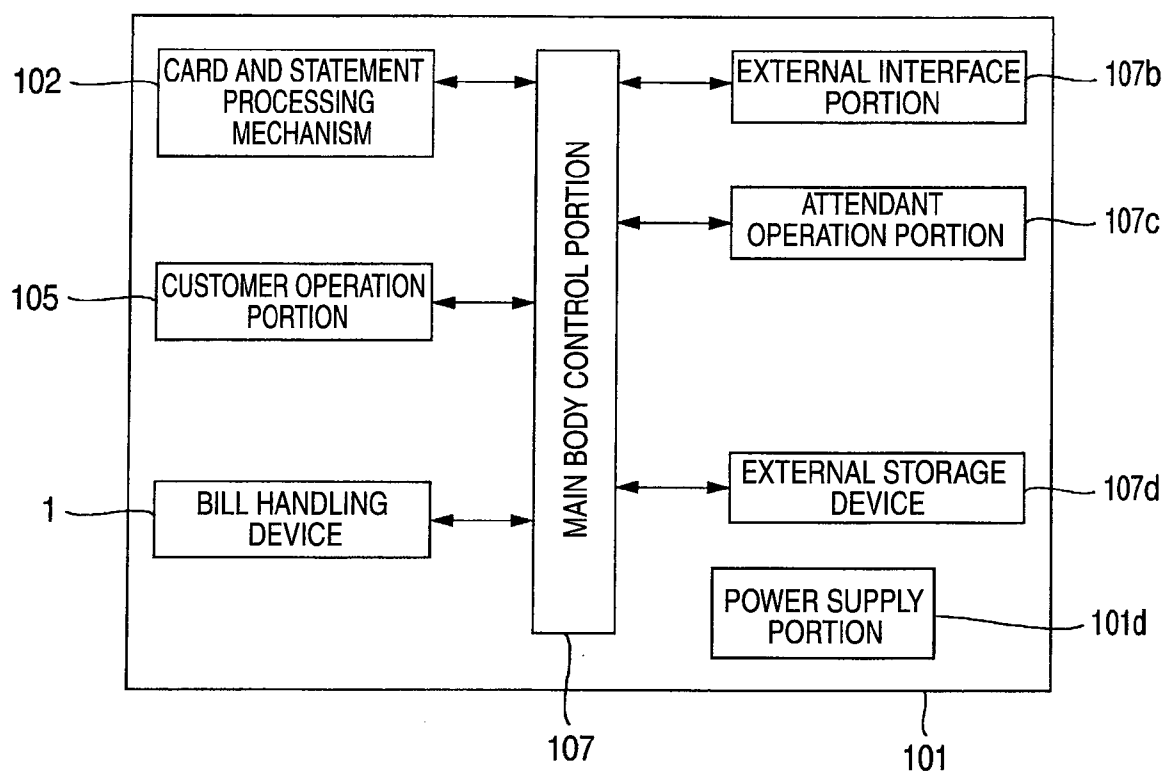 102
CARD AND STATEMENT
PROCESSING
MECHANISM
105
CUSTOMER OPERATION
PORTION
1
BILL HANDLING
DEVICE
MAIN BODY CONTROL PORTION
107
EXTERNAL INTERFACE
PORTION
107b
ATTENDANT
OPERATION PORTION
107c
EXTERNAL STORAGE
DEVICE
107d
POWER SUPPLY
PORTION
101d
101